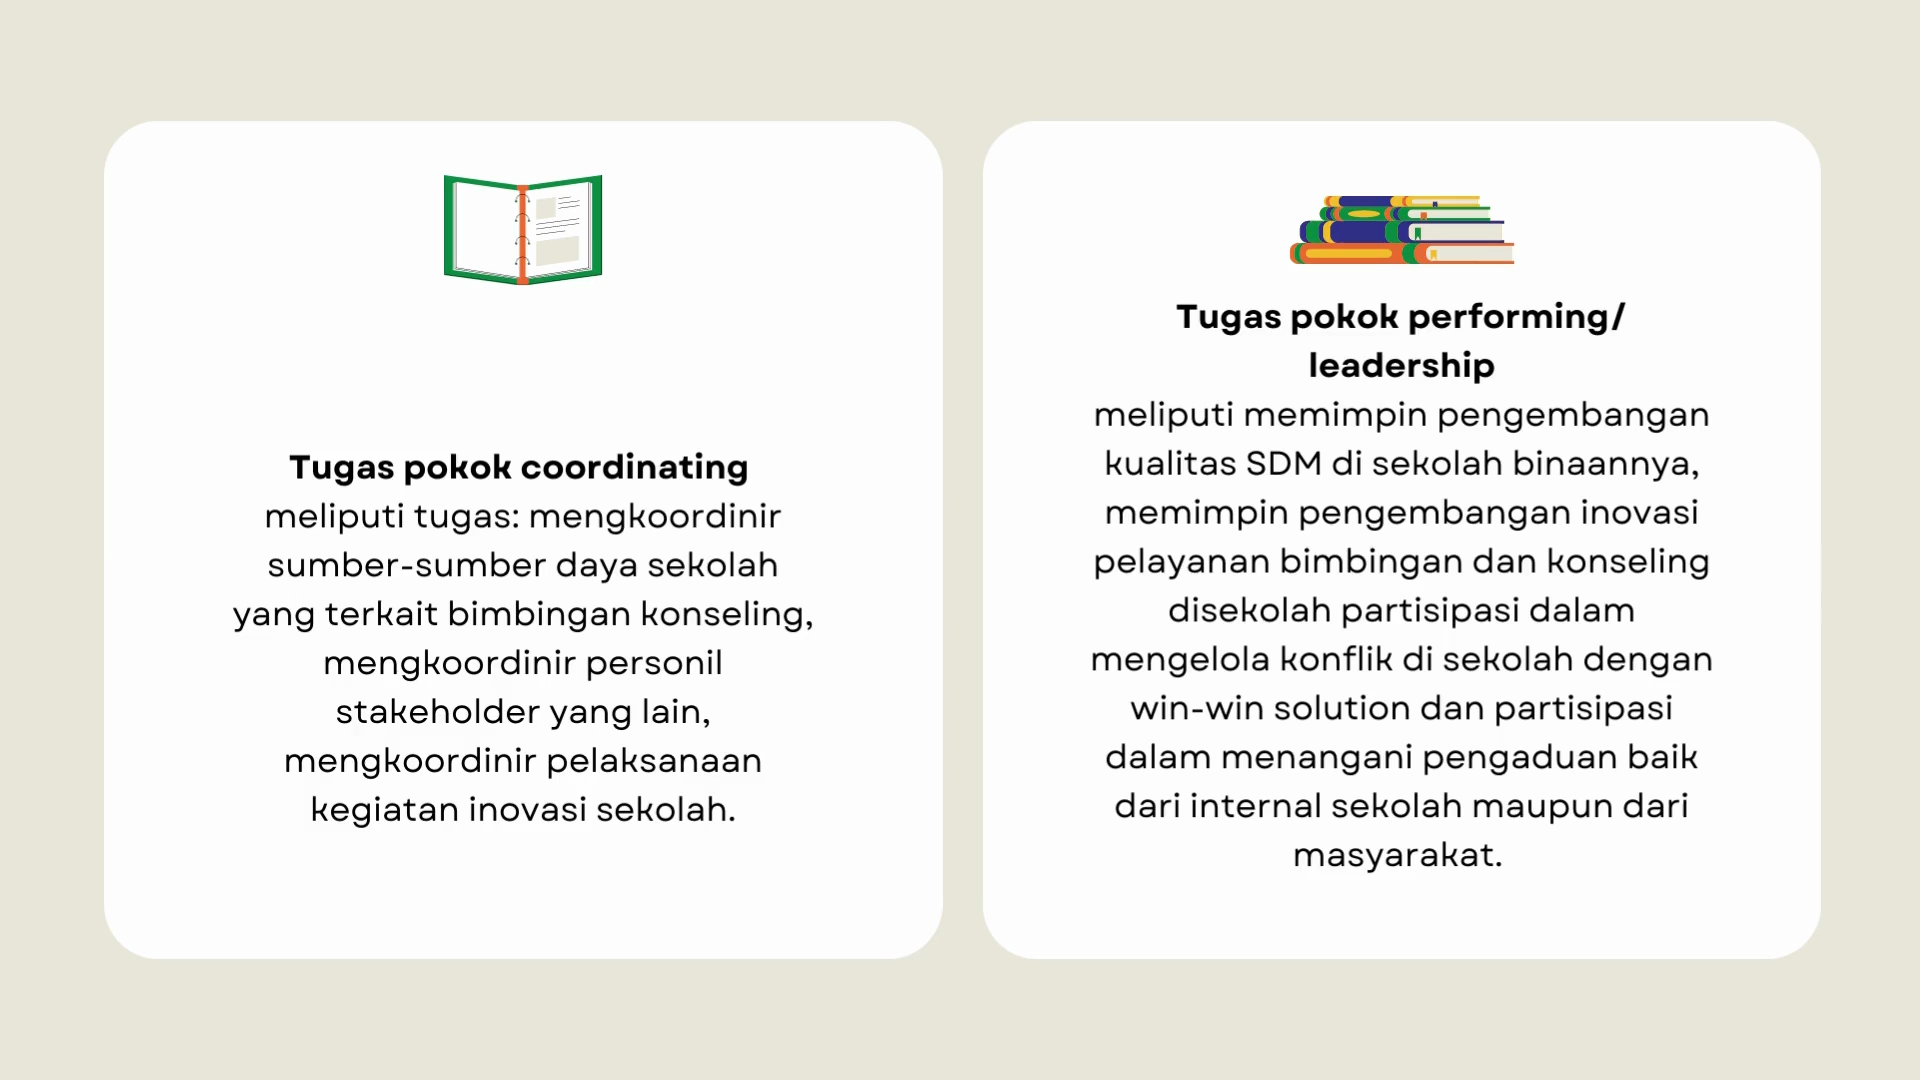 Tugas pokok coordinating
meliputi tugas: mengkoordinir
sumber-sumber daya sekolah
yang terkait bimbingan konseling,
mengkoordinir personil
stakeholder yang lain,
mengkoordinir pelaksanaan
kegiatan inovasi sekolah.
Tugas pokok performing/
leadership
meliputi memimpin pengembangan
kualitas SDM di sekolah binaannya,
memimpin pengembangan inovasi
pelayanan bimbingan dan konseling
disekolah partisipasi dalam
mengelola konflik di sekolah dengan
win-win solution dan partisipasi
dalam menangani pengaduan baik
dari internal sekolah maupun dari
masyarakat.